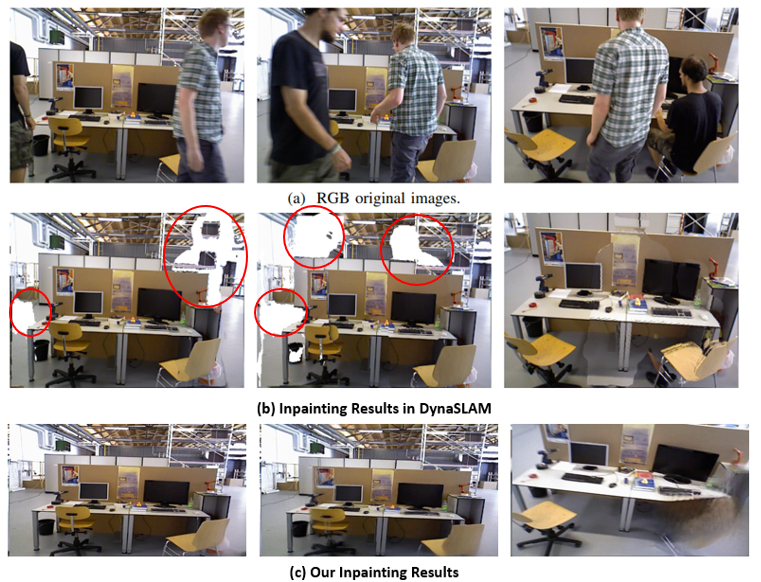 (a) RGB original images.
(b) Inpainting Results in DynaSLAM
(c) Our Inpainting Results